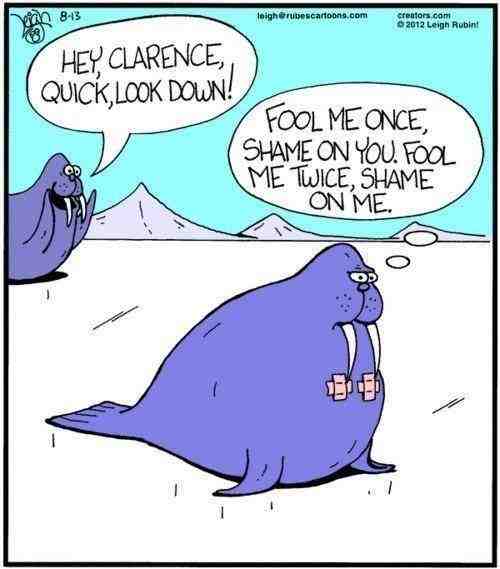 8-13
leigh@rubescartoons.com
creators.com
© 2012 Leigh Rubin!
HEY, CLARENCE,
QUICK, LOOK DOWN!
FOOL ME ONCE,
SHAME ON YOU. FOOL
ME TWICE, SHAME
ON ME.